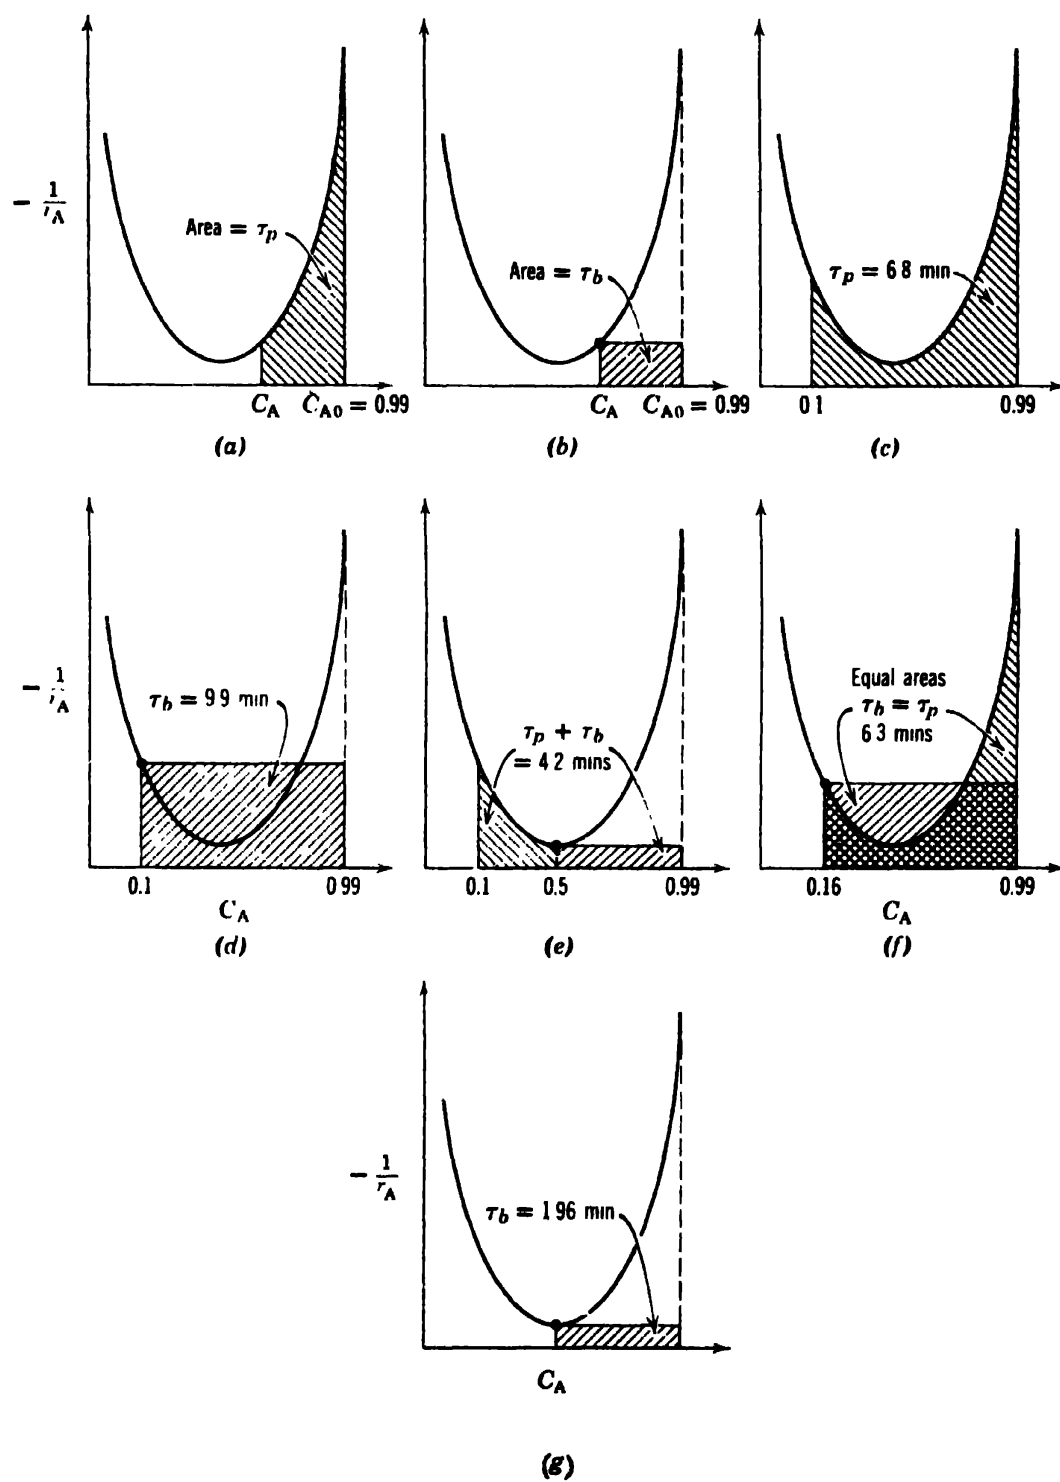 − 1/rA
Area = τp
CA CA0 = 0.99
(a)
Area = τb
CA CA0 = 0.99
(b)
τp = 6 8 min
0 1 0.99
(c)
− 1/rA
τb = 9 9 min
0.1 0 99
CA
(d)
τp + τb
= 4 2 mins
0.1 0.5 0.99
(e)
Equal areas
τb = τp
6 3 mins
0.16 0.99
CA
(f)
− 1/rA
τb = 1 96 min
CA
(g)